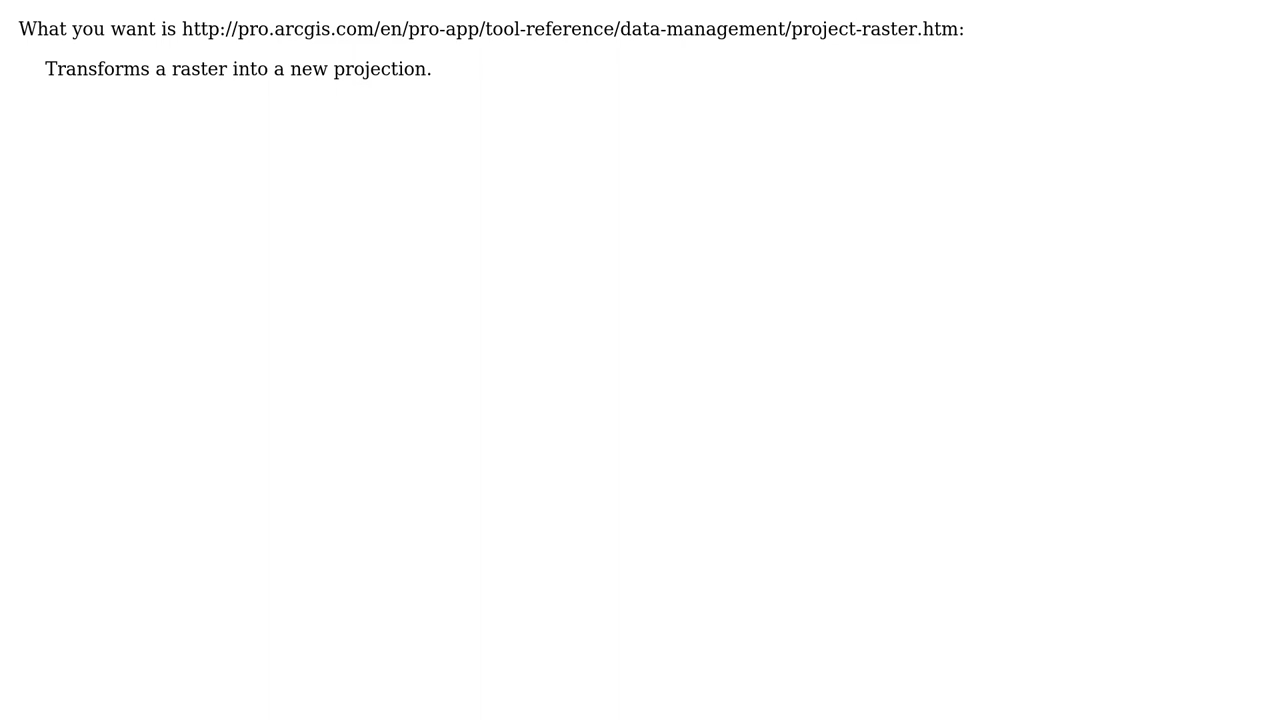 What you want is http://pro.arcgis.com/en/pro-app/tool-reference/data-management/project-raster.htm:
Transforms a raster into a new projection.